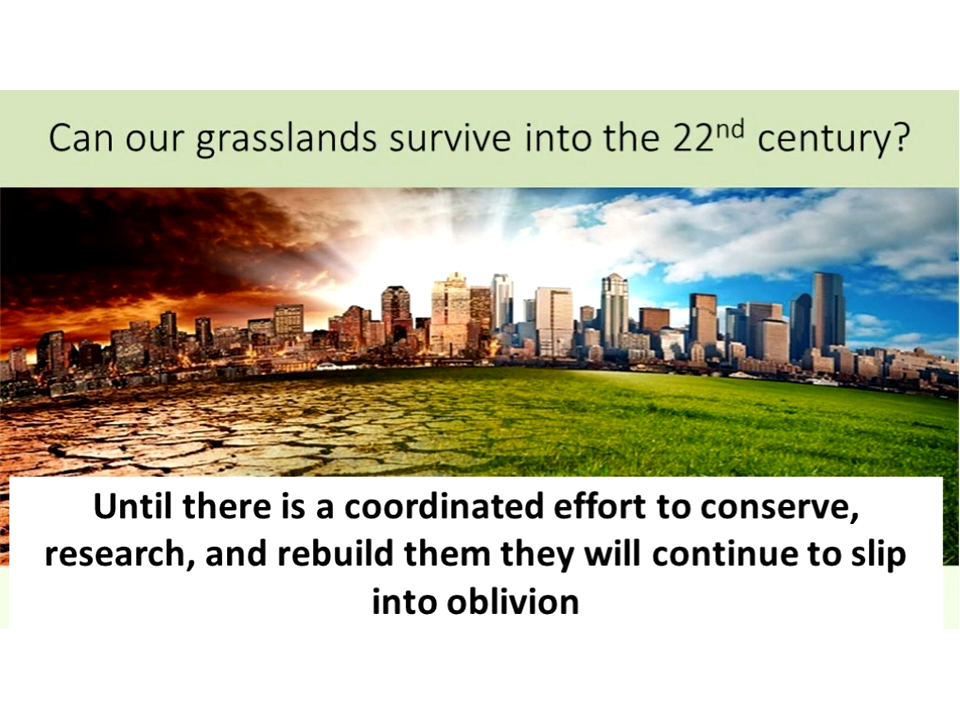 Can our grasslands survive into the 22nd century?
Until there is a coordinated effort to conserve,
research, and rebuild them they will continue to slip
into oblivion